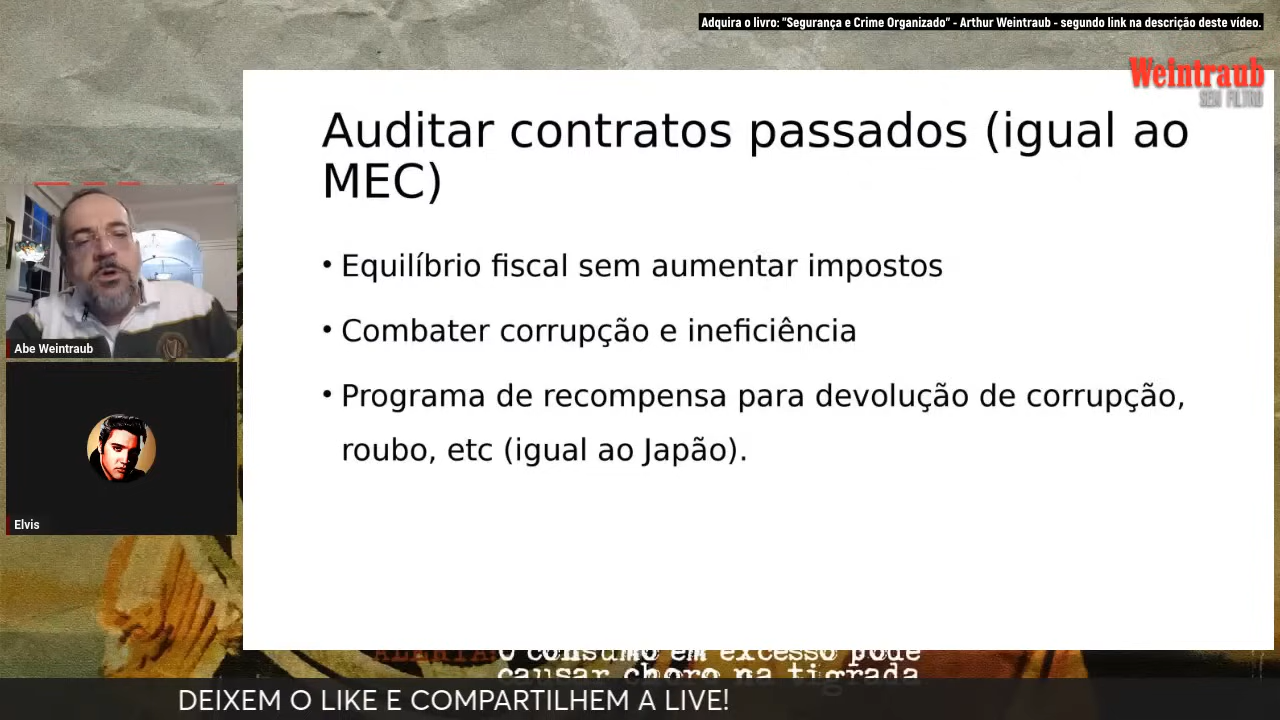 Adquira o livro: "Segurança e Crime Organizado" - Arthur Weintraub - segundo link na descrição deste vídeo.
Weintraub
SEM FILTRO
Auditar contratos passados (igual ao
MEC)
• Equilíbrio fiscal sem aumentar impostos
• Combater corrupção e ineficiência
• Programa de recompensa para devolução de corrupção,
roubo, etc (igual ao Japão).
Abe Weintraub
Elvis
ALERTA: O consumo em excesso pode
causar choro na tigrada
DEIXEM O LIKE E COMPARTILHEM A LIVE!